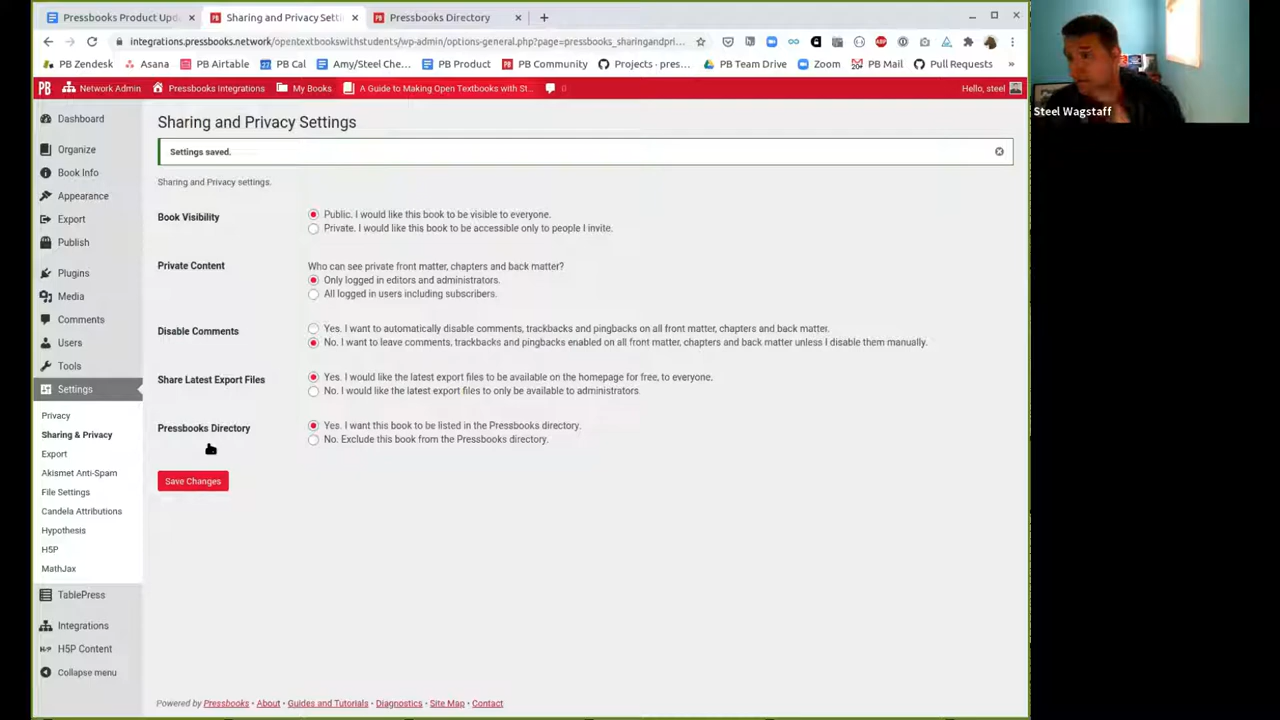 Pressbooks Product Upd
Sharing and Privacy Setti
Pressbooks Directory
integrations.pressbooks.network/opentextbookswithstudents/wp-admin/options-general.php?page=pressbooks_sharingandpri...
PB Zendesk
Asana
PB Airtable
PB Cal
Amy/Steel Che...
PB Product
PB Community
Projects · pres...
PB Team Drive
Zoom
PB Mail
Pull Requests
»
Network Admin
Pressbooks Integrations
My Books
A Guide to Making Open Textbooks with St...
0
Hello, steel
Steel Wagstaff
Dashboard
Organize
Book Info
Appearance
Export
Publish
Plugins
Media
Comments
Users
Tools
Settings
Privacy
Sharing & Privacy
Export
Akismet Anti-Spam
File Settings
Candela Attributions
Hypothesis
H5P
MathJax
TablePress
Integrations
H5P Content
Collapse menu
Sharing and Privacy Settings
Settings saved.
Sharing and Privacy settings.
Book Visibility
Public. I would like this book to be visible to everyone.
Private. I would like this book to be accessible only to people I invite.
Private Content
Who can see private front matter, chapters and back matter?
Only logged in editors and administrators.
All logged in users including subscribers.
Disable Comments
Yes. I want to automatically disable comments, trackbacks and pingbacks on all front matter, chapters and back matter.
No. I want to leave comments, trackbacks and pingbacks enabled on all front matter, chapters and back matter unless I disable them manually.
Share Latest Export Files
Yes. I would like the latest export files to be available on the homepage for free, to everyone.
No. I would like the latest export files to only be available to administrators.
Pressbooks Directory
Yes. I want this book to be listed in the Pressbooks directory.
No. Exclude this book from the Pressbooks directory.
Save Changes
Powered by Pressbooks · About · Guides and Tutorials · Diagnostics · Site Map · Contact